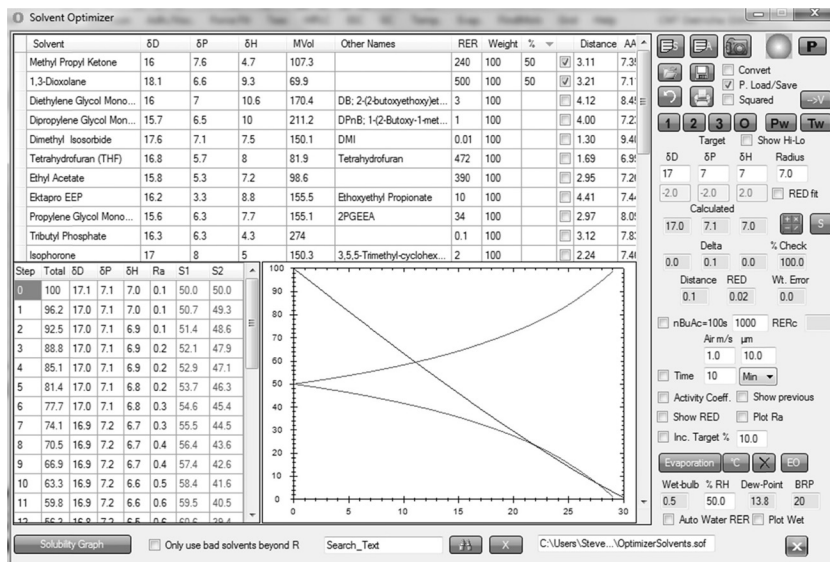 Solvent Optimizer
Solvent δD δP δH MVol Other Names RER Weight % Distance AA
Methyl Propyl Ketone 16 7.6 4.7 107.3 240 100 50 3.11
1,3-Dioxolane 18.1 6.6 9.3 69.9 500 100 50 3.21
Diethylene Glycol Mono... 16 7 10.6 170.4 DB; 2-(2-butoxyethoxy)et... 3 100 4.12
Dipropylene Glycol Mono... 15.7 6.5 10 211.2 DPnB; 1-(2-Butoxy-1-met... 1 100 4.00
Dimethyl Isosorbide 17.6 7.1 7.5 150.1 DMI 0.01 100 1.30
Tetrahydrofuran (THF) 16.8 5.7 8 81.9 Tetrahydrofuran 472 100 1.69
Ethyl Acetate 15.8 5.3 7.2 98.6 390 100 2.95
Ektapro EEP 16.2 3.3 8.8 155.5 Ethoxyethyl Propionate 10 100 4.41
Propylene Glycol Mono... 15.6 6.3 7.7 155.1 2PGEEA 34 100 2.97
Tributyl Phosphate 16.3 6.3 4.3 274 0.1 100 3.12
Isophorone 17 8 5 150.3 3,5,5-Trimethyl-cyclohex... 2 100 2.24
Step Total δD δP δH Ra S1 S2
0 100 17.1 7.1 7.0 0.1 50.0 50.0
1 96.2 17.0 7.1 7.0 0.1 50.7 49.3
2 92.5 17.0 7.1 6.9 0.1 51.4 48.6
3 88.8 17.0 7.1 6.9 0.2 52.1 47.9
4 85.1 17.0 7.1 6.9 0.2 52.9 47.1
5 81.4 17.0 7.1 6.8 0.2 53.7 46.3
6 77.7 17.0 7.1 6.8 0.3 54.6 45.4
7 74.1 16.9 7.2 6.7 0.3 55.5 44.5
8 70.5 16.9 7.2 6.7 0.4 56.4 43.6
9 66.9 16.9 7.2 6.7 0.4 57.4 42.6
10 63.3 16.9 7.2 6.6 0.5 58.4 41.6
11 59.8 16.9 7.2 6.6 0.5 59.5 40.5
100
90
80
70
60
50
40
30
20
10
0
0 5 10 15 20 25 30
S A
P
Convert
P. Load/Save
Squared
-->V
1 2 3 O Pw Tw
Target Show Hi-Lo
δD δP δH Radius
17 7 7 7.0
-2.0 -2.0 2.0 RED fit
Calculated
17.0 7.1 7.0 S
Delta % Check
0.0 0.1 0.0 100.0
Distance RED Wt. Error
0.1 0.02 0.0
nBuAc=100s 1000 RERc
Air m/s µm
1.0 10.0
Time 10 Min
Activity Coeff. Show previous
Show RED Plot Ra
Inc. Target % 10.0
Evaporation °C X EO
Wet-bulb % RH Dew-Point BRP
0.5 50.0 13.8 20
Auto Water RER Plot Wet
Solubility Graph Only use bad solvents beyond R Search_Text X C:\Users\Steve...\OptimizerSolvents.sof X